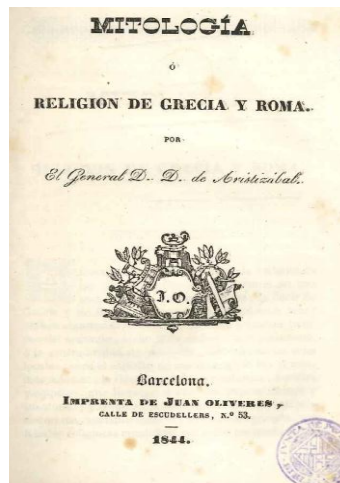 MITOLOGÍA
Ó
RELIGION DE GRECIA Y ROMA.
POR
El General D. D. de Aristizábal.
J. O.
Barcelona.
IMPRENTA DE JUAN OLIVERES,
CALLE DE ESCUDELLERS, N.º 53.
1844.